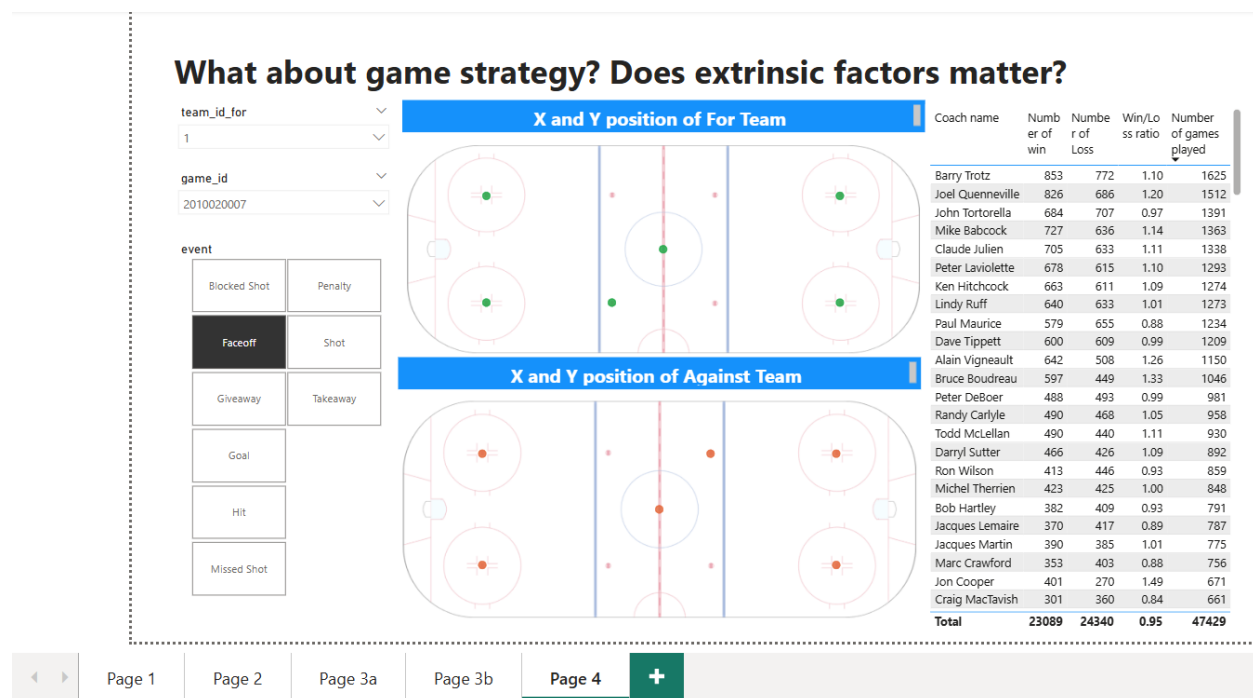 What about game strategy? Does extrinsic factors matter?
team_id_for
1
game_id
2010020007
event
Blocked Shot Penalty
Faceoff Shot
Giveaway Takeaway
Goal
Hit
Missed Shot
X and Y position of For Team
X and Y position of Against Team
Coach name Numb Numbe Win/Lo Number
er of r of ss ratio of games
win Loss played
Barry Trotz 853 772 1.10 1625
Joel Quenneville 826 686 1.20 1512
John Tortorella 684 707 0.97 1391
Mike Babcock 727 636 1.14 1363
Claude Julien 705 633 1.11 1338
Peter Laviolette 678 615 1.10 1293
Ken Hitchcock 663 611 1.09 1274
Lindy Ruff 640 633 1.01 1273
Paul Maurice 579 655 0.88 1234
Dave Tippett 600 609 0.99 1209
Alain Vigneault 642 508 1.26 1150
Bruce Boudreau 597 449 1.33 1046
Peter DeBoer 488 493 0.99 981
Randy Carlyle 490 468 1.05 958
Todd McLellan 490 440 1.11 930
Darryl Sutter 466 426 1.09 892
Ron Wilson 413 446 0.93 859
Michel Therrien 423 425 1.00 848
Bob Hartley 382 409 0.93 791
Jacques Lemaire 370 417 0.89 787
Jacques Martin 390 385 1.01 775
Marc Crawford 353 403 0.88 756
Jon Cooper 401 270 1.49 671
Craig MacTavish 301 360 0.84 661
Total 23089 24340 0.95 47429
Page 1 Page 2 Page 3a Page 3b Page 4 +